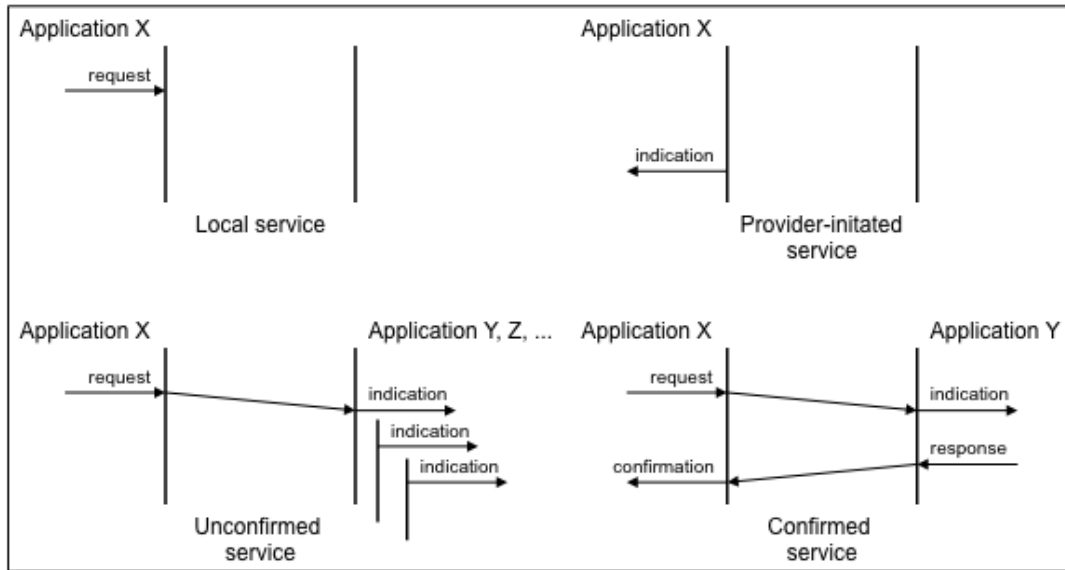 Application X
request
Local service
Application X
indication
Provider-initated
service
Application X
Application Y, Z, ...
request
indication
indication
indication
Unconfirmed
service
Application X
Application Y
request
indication
response
confirmation
Confirmed
service